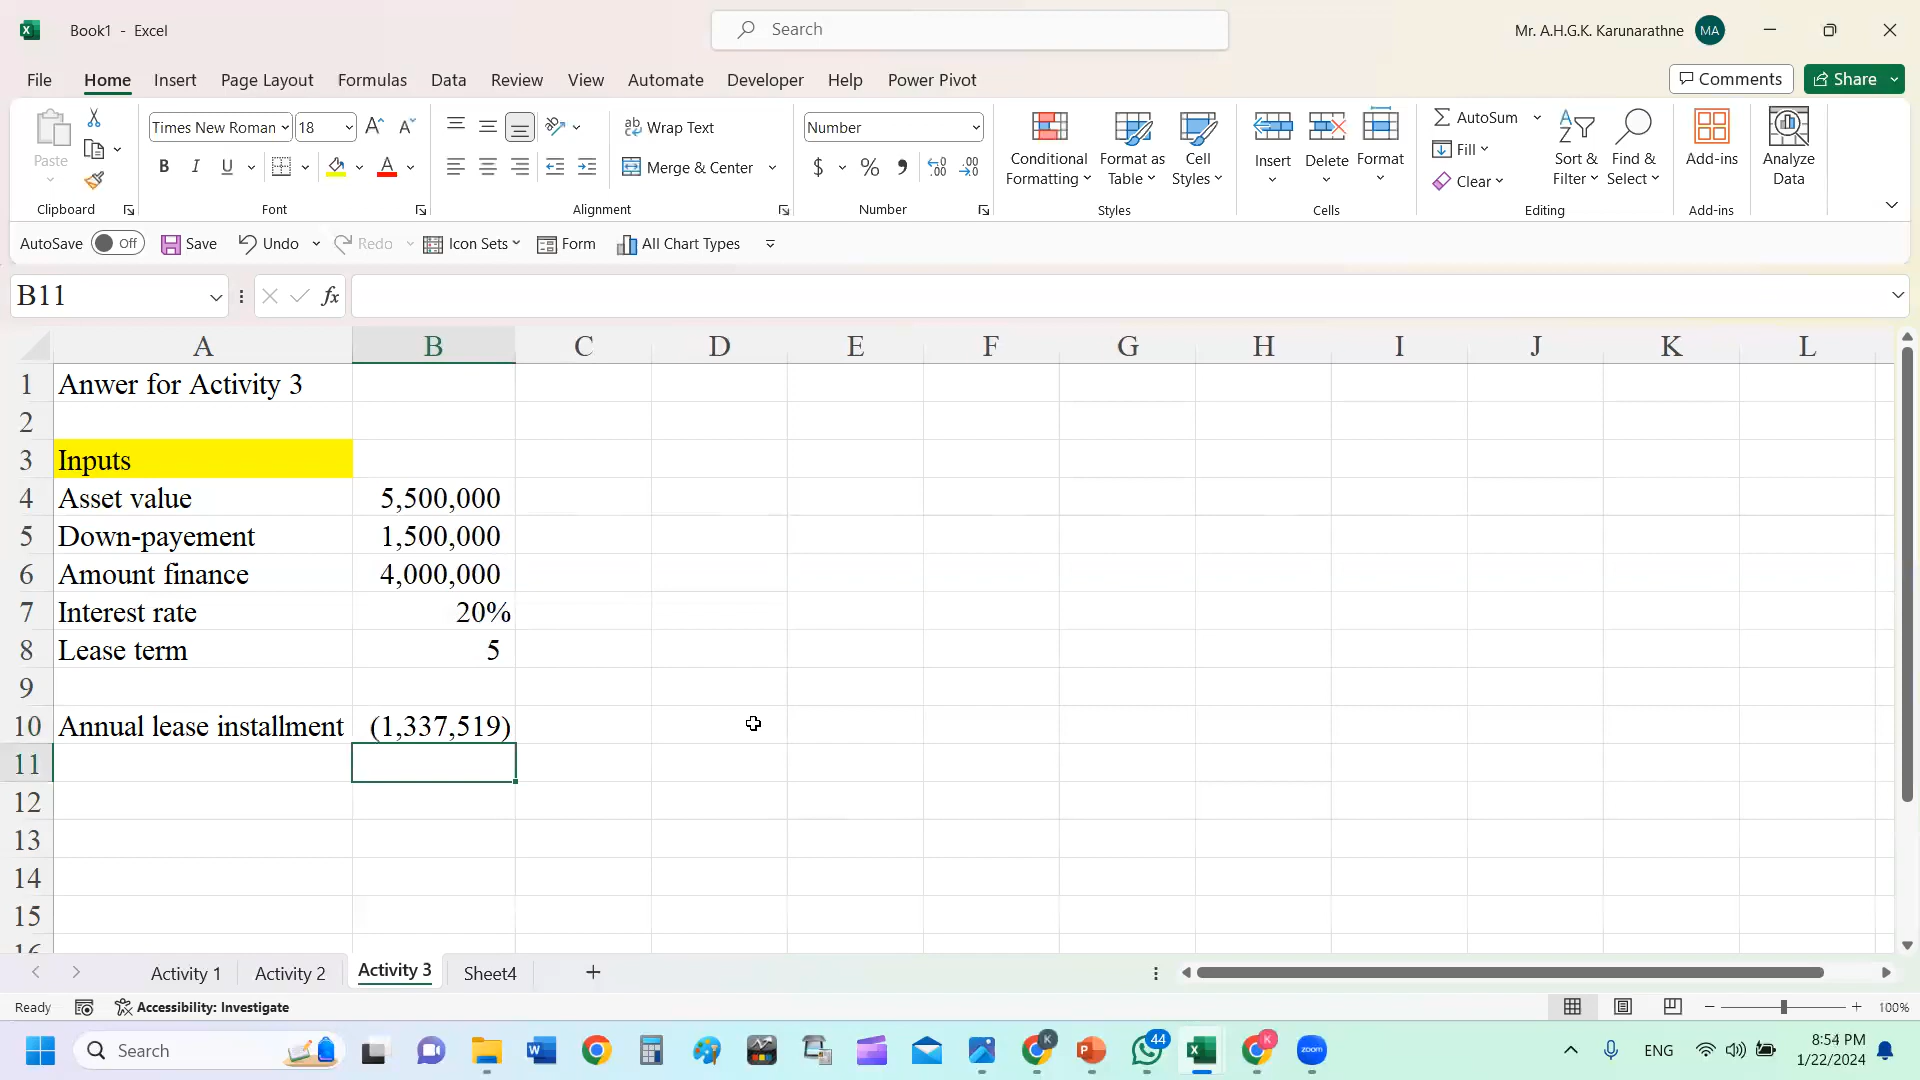 Book1 - Excel
Search
Mr. A.H.G.K. Karunarathne
MA
File Home Insert Page Layout Formulas Data Review View Automate Developer Help Power Pivot
Comments
Share
Paste
Clipboard
Times New Roman
18
B I U
A
Font
ab Wrap Text
Merge & Center
Alignment
Number
$ % ,
Number
Conditional Formatting
Format as Table
Cell Styles
Styles
Insert
Delete
Format
Cells
AutoSum
Fill
Clear
Sort & Filter
Find & Select
Editing
Add-ins
Add-ins
Analyze Data
AutoSave Off Save Undo Redo Icon Sets Form All Chart Types
B11
fx
A B C D E F G H I J K L
1 Anwer for Activity 3
2
3 Inputs
4 Asset value 5,500,000
5 Down-payement 1,500,000
6 Amount finance 4,000,000
7 Interest rate 20%
8 Lease term 5
9
10 Annual lease installment (1,337,519)
11
12
13
14
15
16
Activity 1 Activity 2 Activity 3 Sheet4
Ready Accessibility: Investigate
100%
Search
K
44
K
zoom
ENG
8:54 PM
1/22/2024